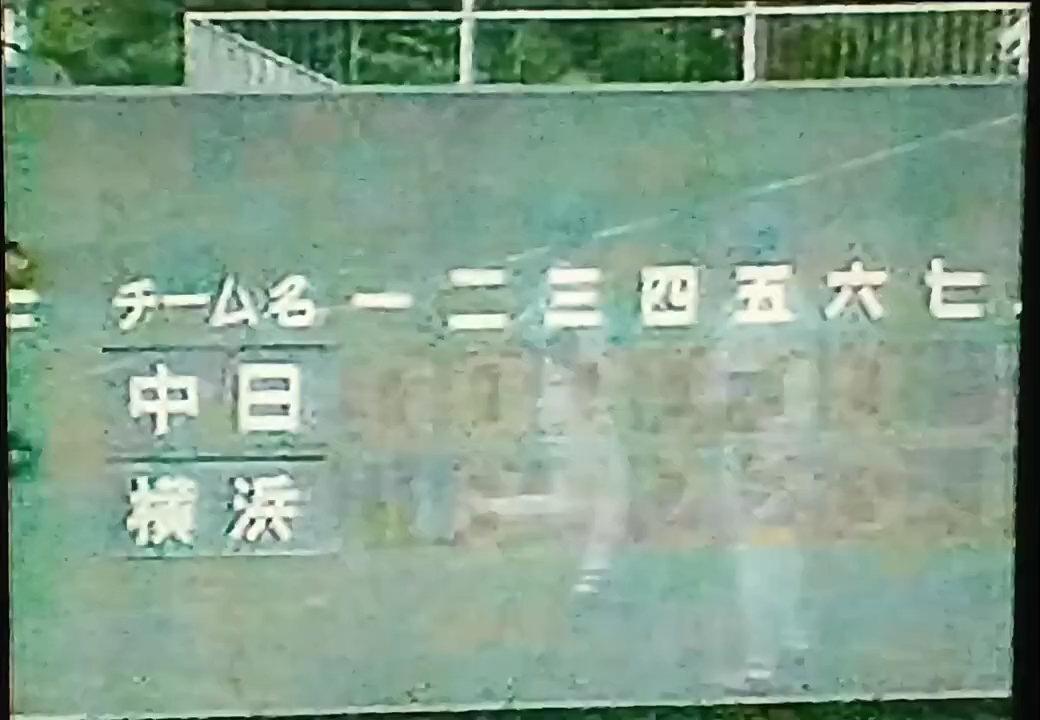 チーム名 一 二 三 四 五 六 七
中日
横浜